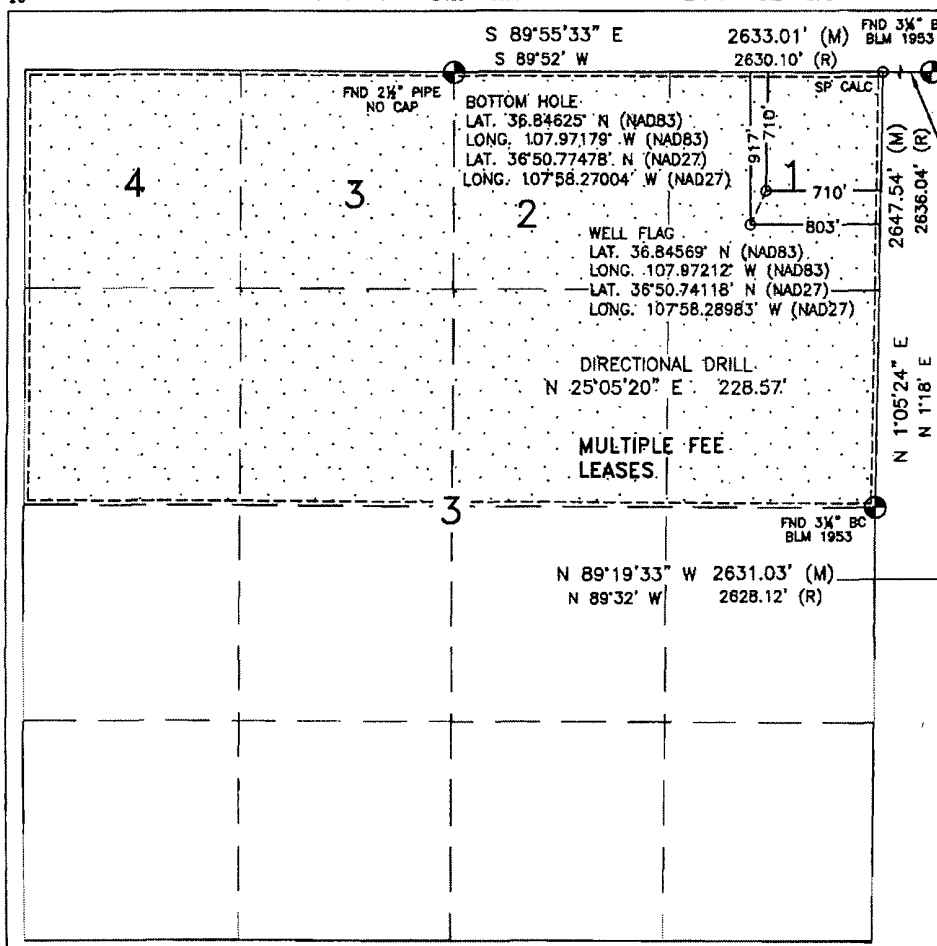 S 89°55'33" E 2633.01' (M)
S 89°52' W 2630.10' (R)
FND 3¼" B
BLM 1953
FND 2½" PIPE
NO CAP
SP CALC
BOTTOM HOLE
LAT. 36.84625° N (NAD83)
LONG. 107.97179° W (NAD83)
LAT. 36°50.77478' N (NAD27)
LONG. 107°58.27004' W (NAD27)
917'
710'
1
710'
803'
4
3
2
WELL FLAG
LAT. 36.84569° N (NAD83)
LONG. 107.97212° W (NAD83)
LAT. 36°50.74118' N (NAD27)
LONG. 107°58.28983' W (NAD27)
2647.54' (M)
2636.04' (R)
N 1°05'24" E
N 1°18' E
DIRECTIONAL DRILL
N 25°05'20" E 228.57'
MULTIPLE FEE
LEASES
3
FND 3¼" BC
BLM 1953
N 89°19'33" W 2631.03' (M)
N 89°32' W 2628.12' (R)